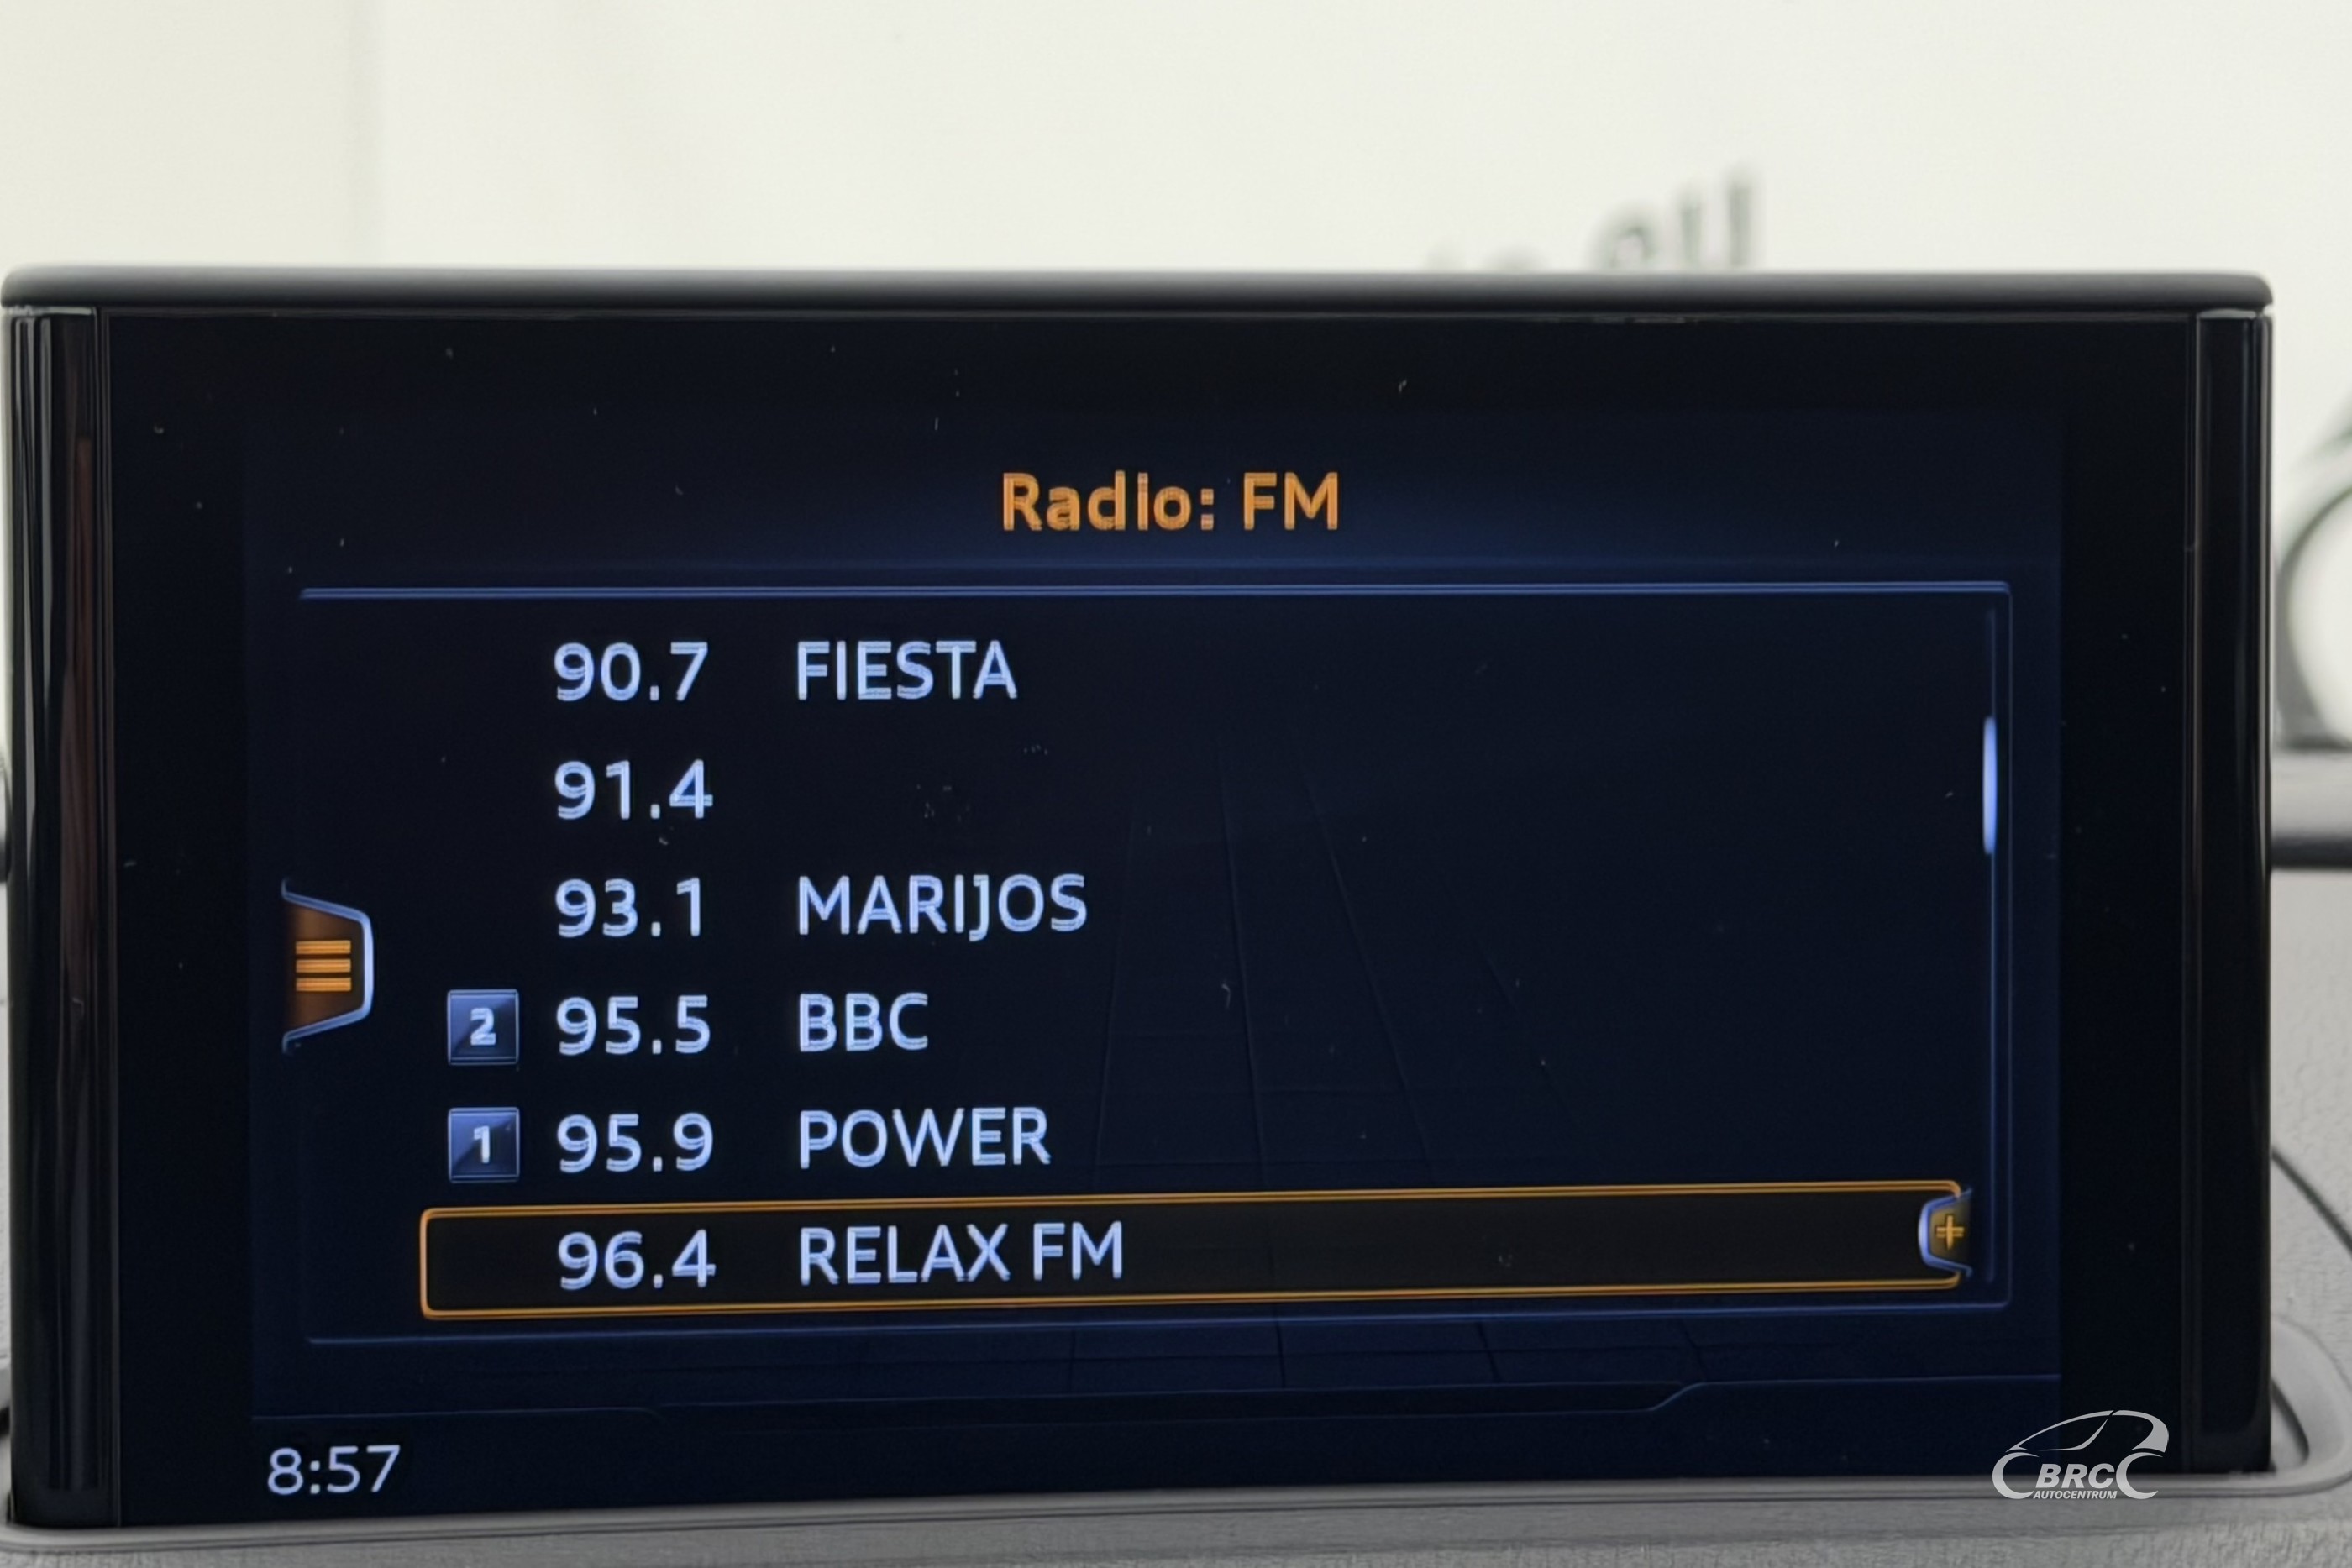 Radio: FM
90.7 FIESTA
91.4
93.1 MARIJOS
2 95.5 BBC
1 95.9 POWER
96.4 RELAX FM +
8:57
BRC
AUTOCENTRUM